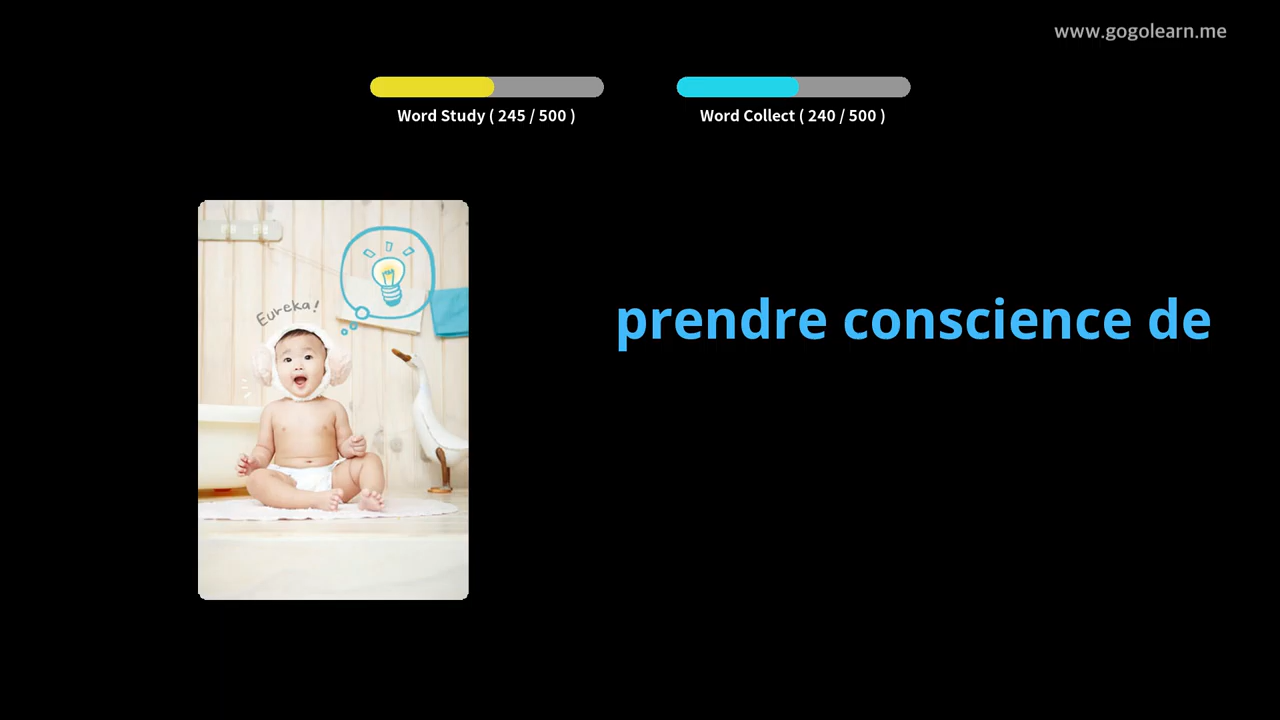 www.gogolearn.me
Word Study ( 245 / 500 )
Word Collect ( 240 / 500 )
Eureka!
prendre conscience de